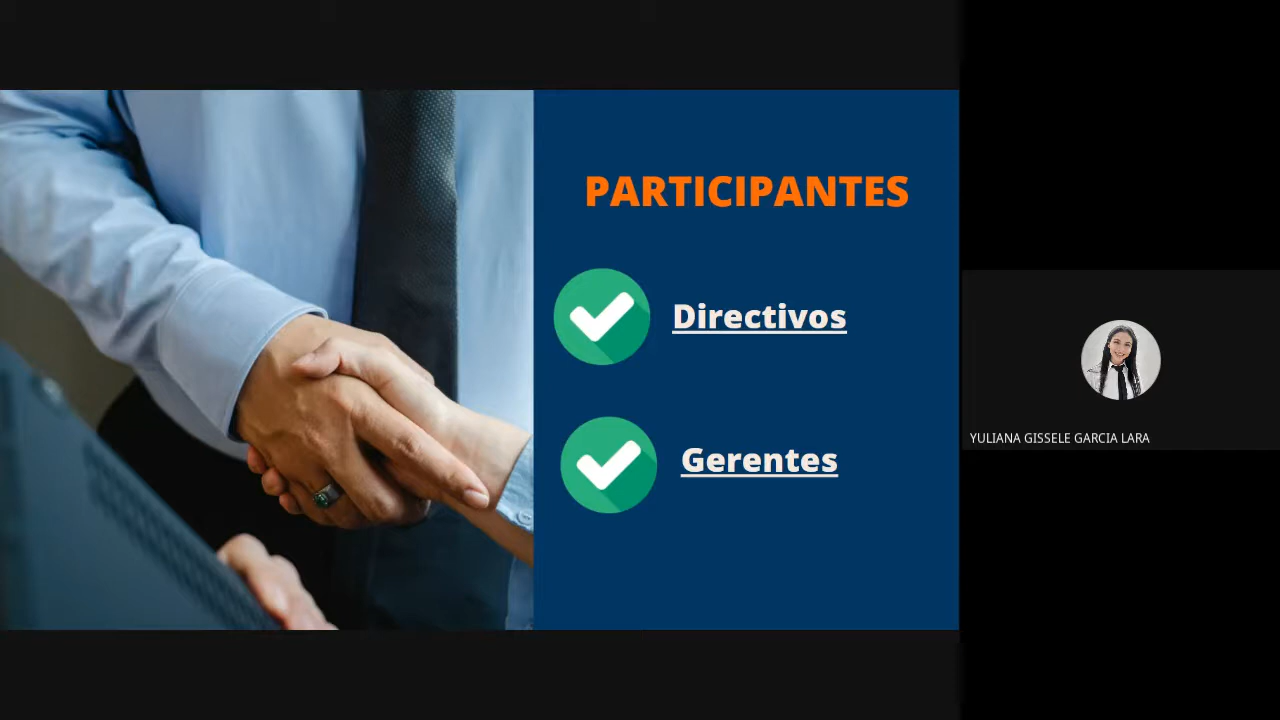 PARTICIPANTES
Directivos
Gerentes
YULIANA GISSELE GARCIA LARA